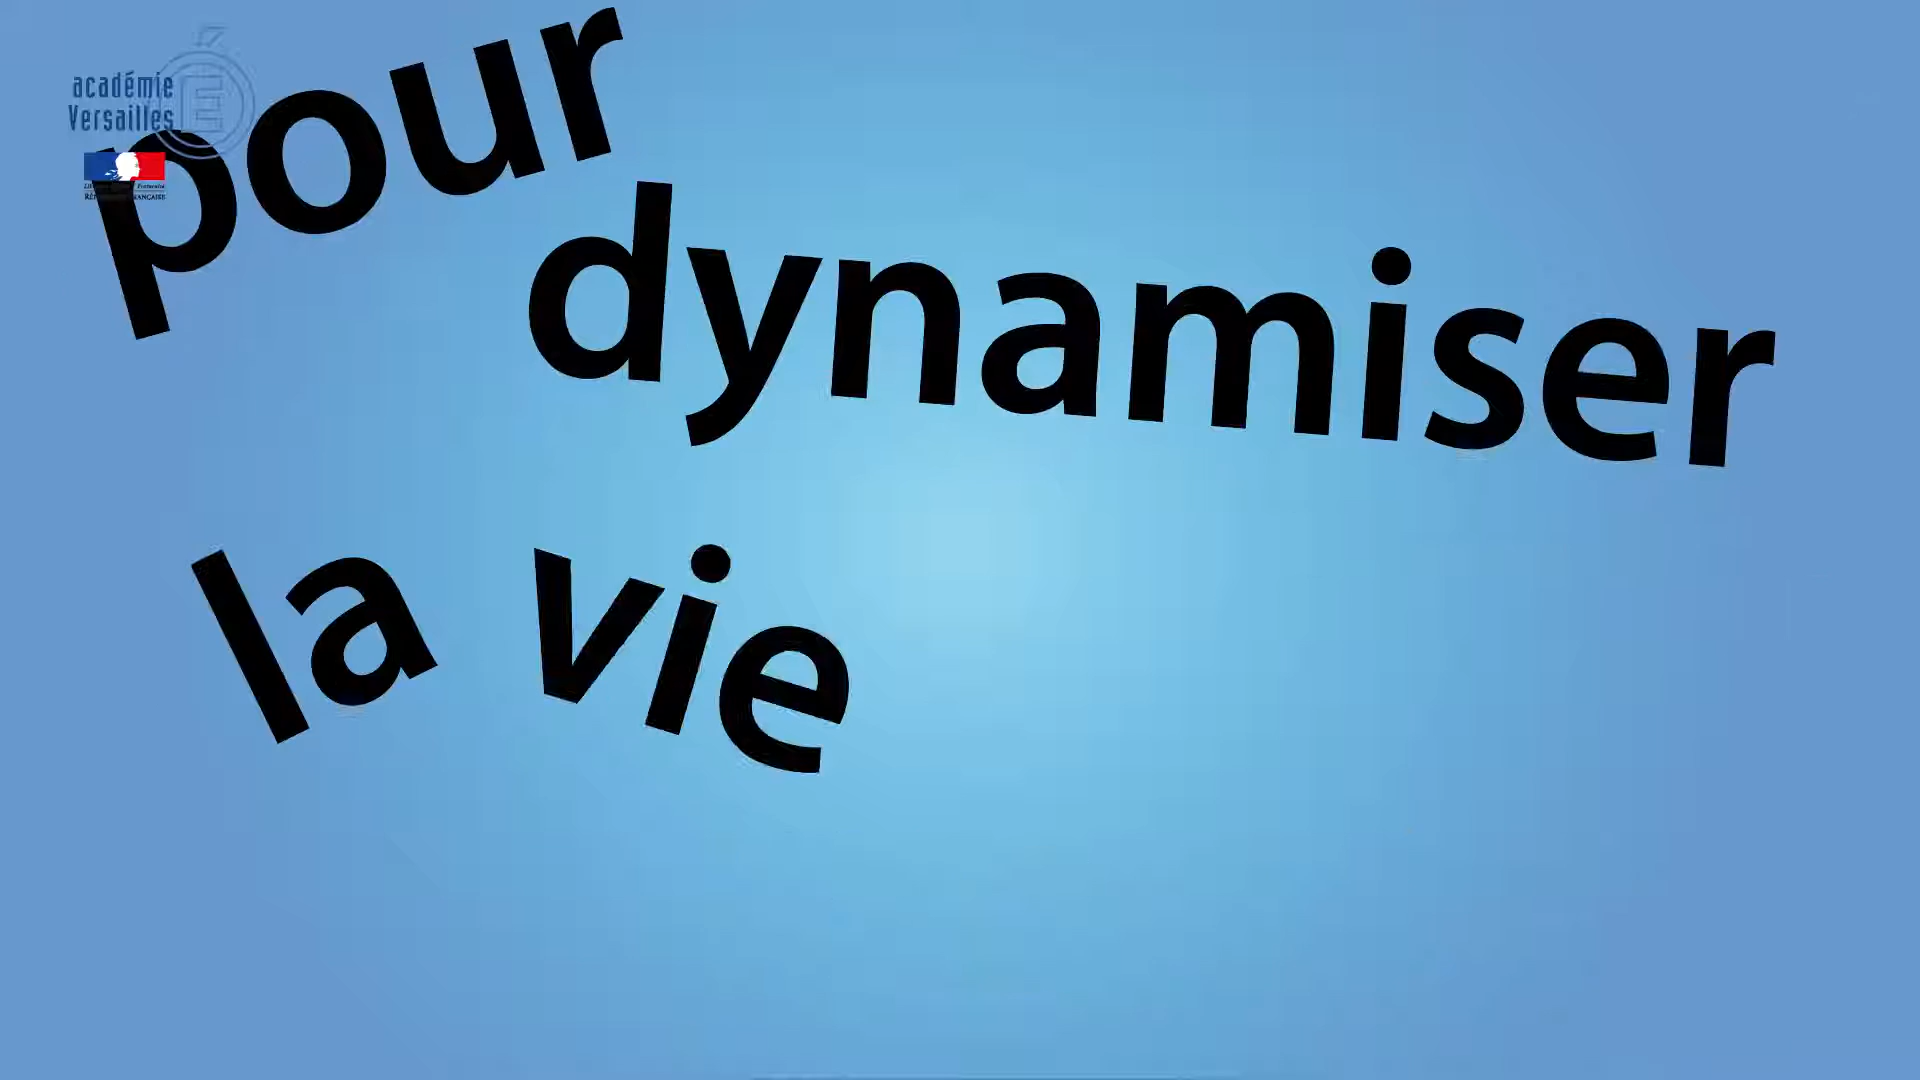 académie
Versailles
pour
dynamiser
la vie